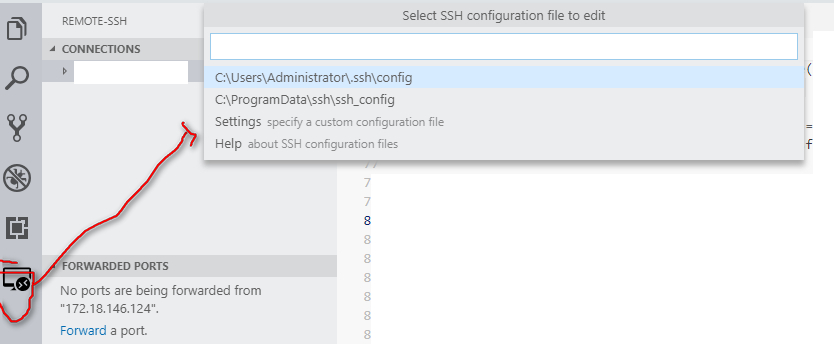 REMOTE-SSH
CONNECTIONS
Select SSH configuration file to edit
C:\Users\Administrator\.ssh\config
C:\ProgramData\ssh\ssh_config
Settings specify a custom configuration file
Help about SSH configuration files
(
=
f
7
7
8
8
8
8
8
8
8
FORWARDED PORTS
No ports are being forwarded from
"172.18.146.124".
Forward a port.